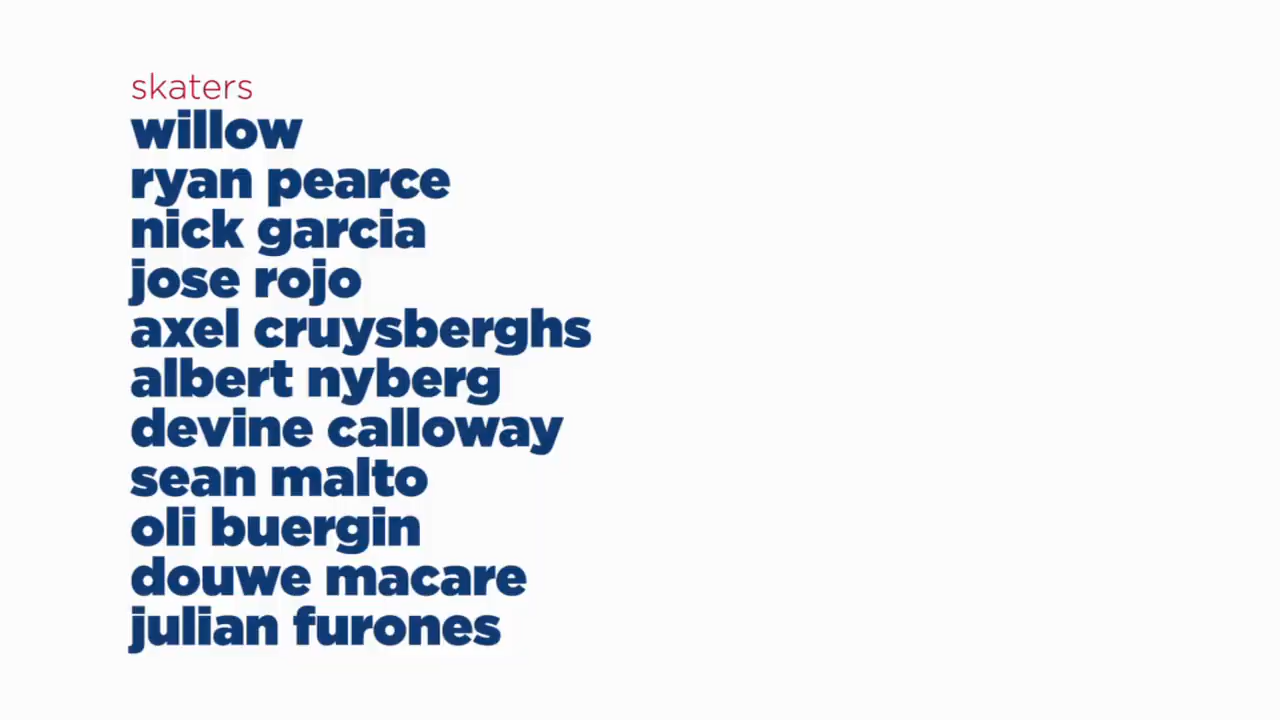 skaters
willow
ryan pearce
nick garcia
jose rojo
axel cruysberghs
albert nyberg
devine calloway
sean malto
oli buergin
douwe macare
julian furones